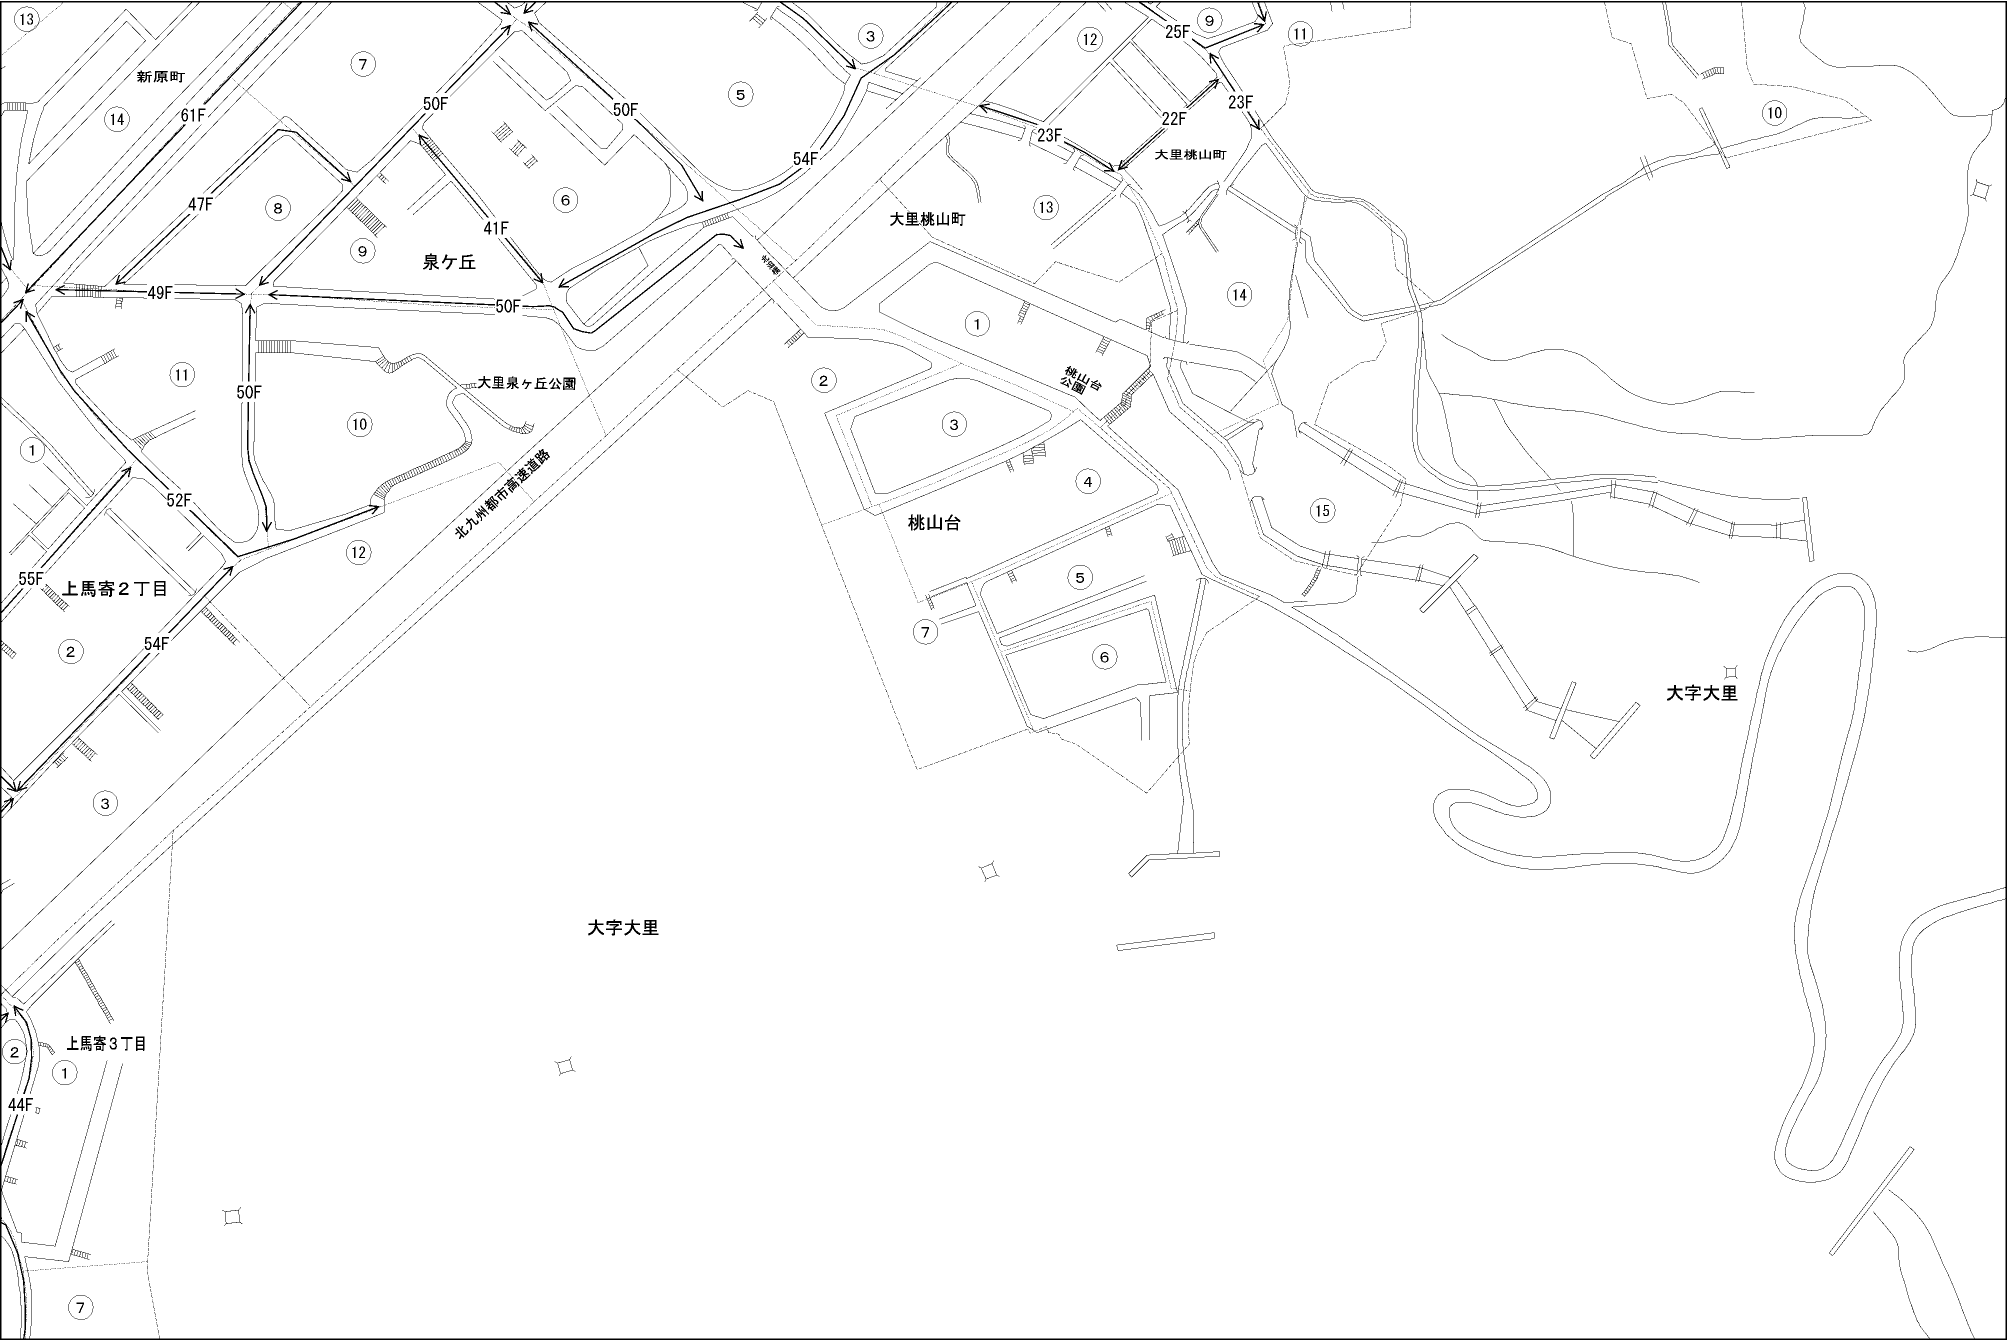 ⑬
⑨
25F
⑪
③
⑫
⑦
新原町
⑤
23F
50F
50F
⑩
61F
⑭
22F
23F
大里桃山町
54F
47F
⑧
⑥
⑬
大里桃山町
41F
⑨
泉ケ丘
49F
⑭
50F
①
⑪
大里泉ヶ丘公園
②
桃山台
公園
50F
⑩
③
①
北九州都市高速道路
④
52F
⑮
桃山台
⑫
55F
上馬寄２丁目
⑤
⑦
54F
②
⑥
大字大里
③
大字大里
上馬寄３丁目
②
①
44F
⑦